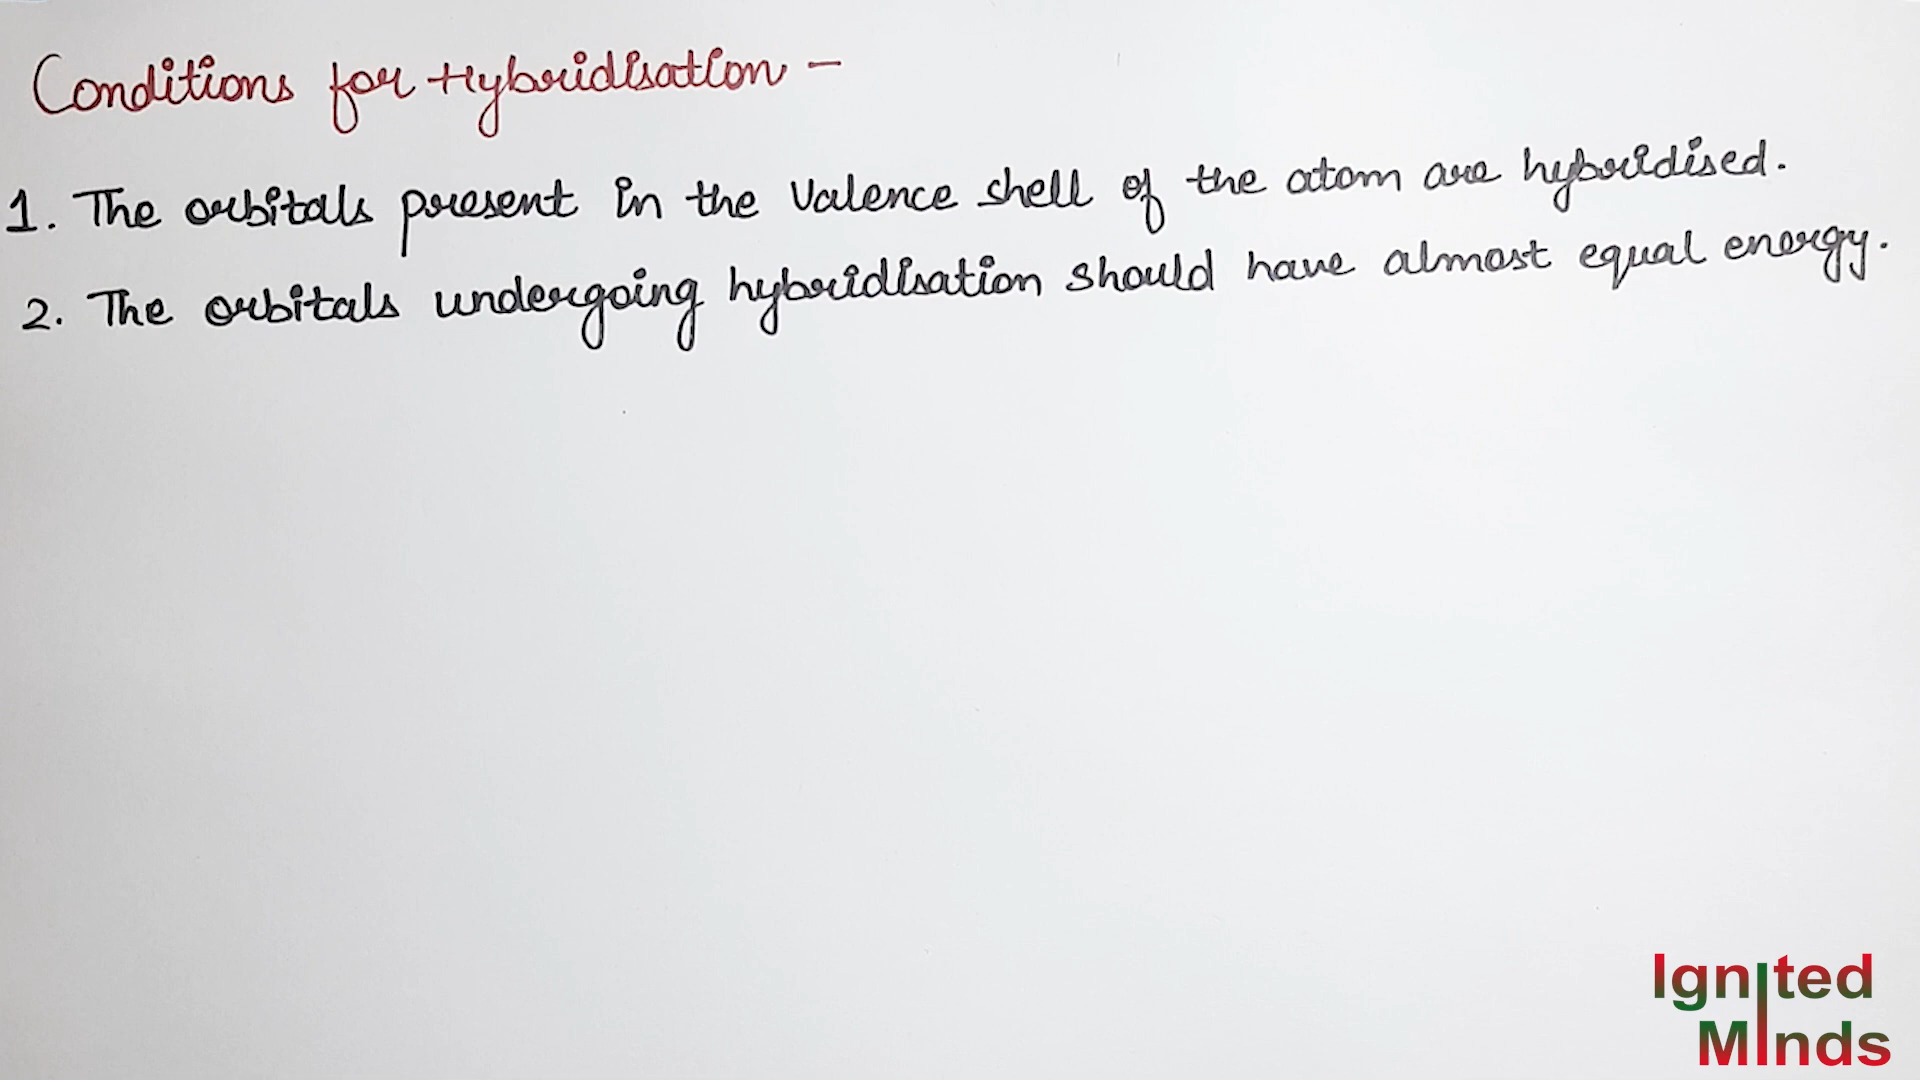 Conditions for Hybridisation -
1. The orbitals present in the valence shell of the atom are hybridised.
2. The orbitals undergoing hybridisation should have almost equal energy.
Ignited
Minds